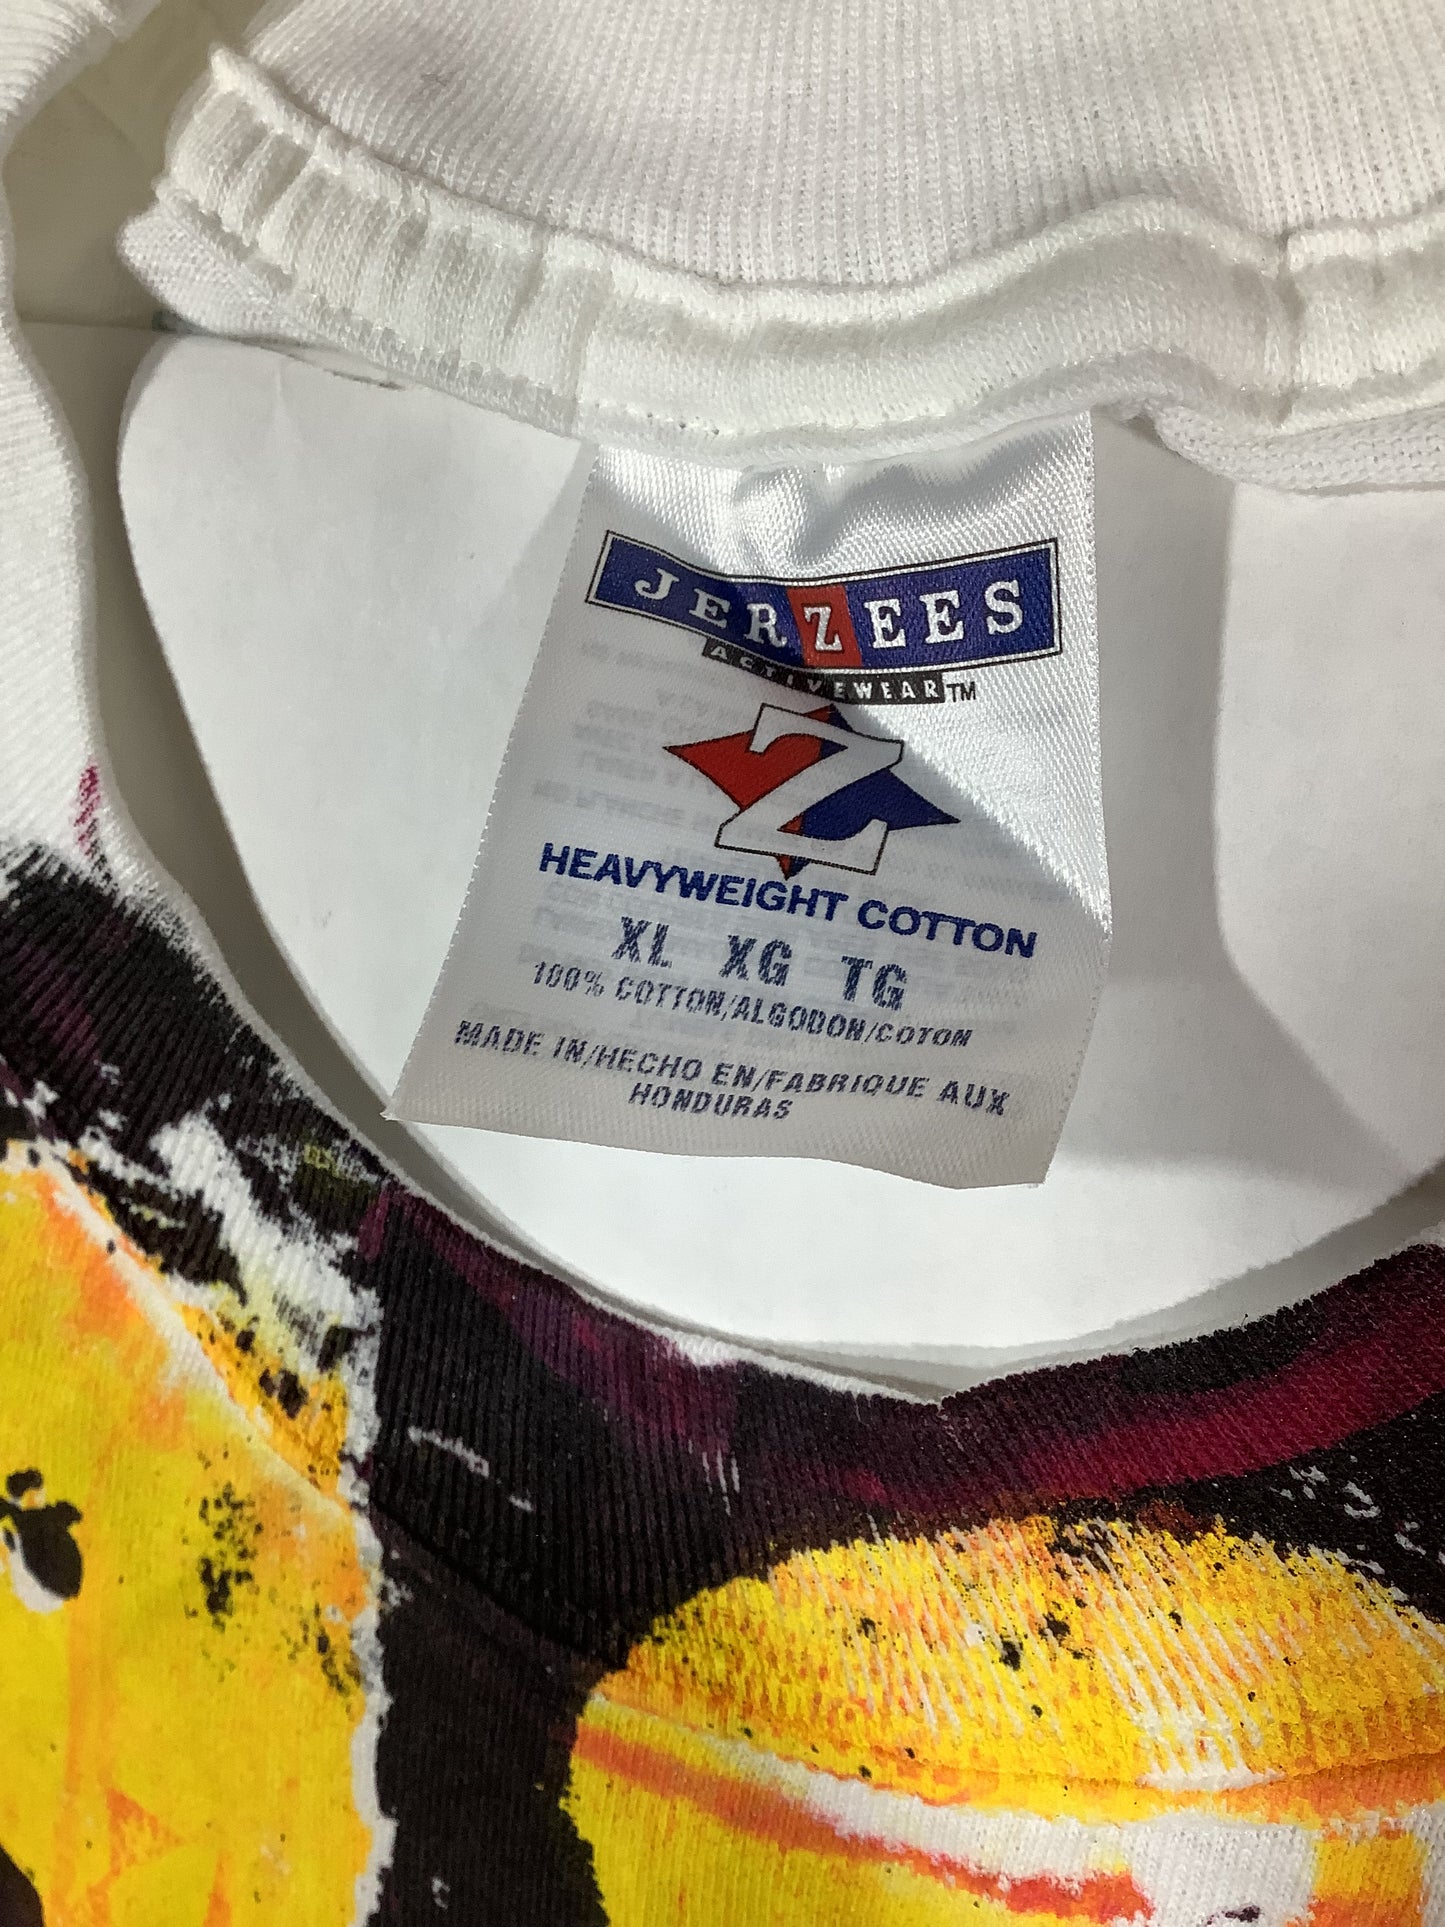 JERZEES
ACTIVEWEAR™
Z
HEAVYWEIGHT COTTON
XL XG TG
100% COTTON/ALGODON/COTON
MADE IN/HECHO EN/FABRIQUE AUX
HONDURAS